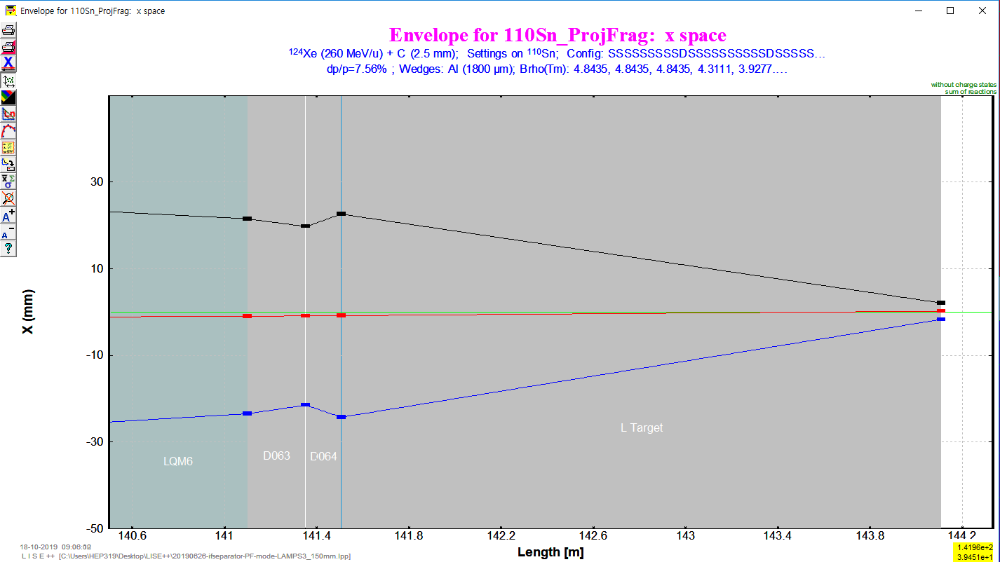 Envelope for 110Sn_ProjFrag: x space
Envelope for 110Sn_ProjFrag: x space
124Xe (260 MeV/u) + C (2.5 mm); Settings on 110Sn; Config: SSSSSSSSSDSSSSSSSSSSDSSSSS...
dp/p=7.56% ; Wedges: Al (1800 µm); Brho(Tm): 4.8435, 4.8435, 4.8435, 4.3111, 3.9277....
without charge states
sum of reactions
30
10
-10
-30
-50
X (mm)
LQM6
D063
D064
L Target
140.6 141 141.4 141.8 142.2 142.6 143 143.4 143.8 144.2
Length [m]
18-10-2019
L I S E ++ [C:\Users\HEP319\Desktop\LISE++\20190626-ifseparator-PF-mode-LAMPS3_150mm.lpp]
1.4196e+2
3.9451e+1